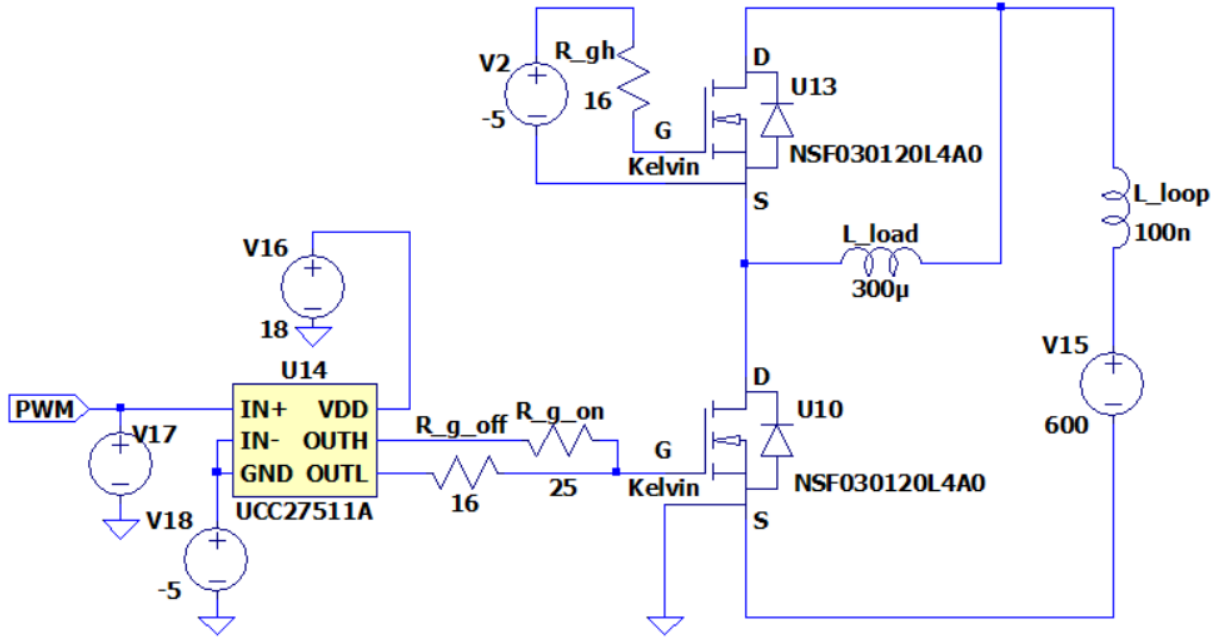 D
R_gh
V2
U13
16
-5
G
NSF030120L4A0
Kelvin
S
L_loop
100n
L_load
V16
300µ
18
V15
U14
D
PWM
IN+ VDD
R_g_on
U10
600
V17
IN- OUTH
R_g_off
G
GND OUTL
Kelvin
NSF030120L4A0
16
25
UCC27511A
S
V18
-5